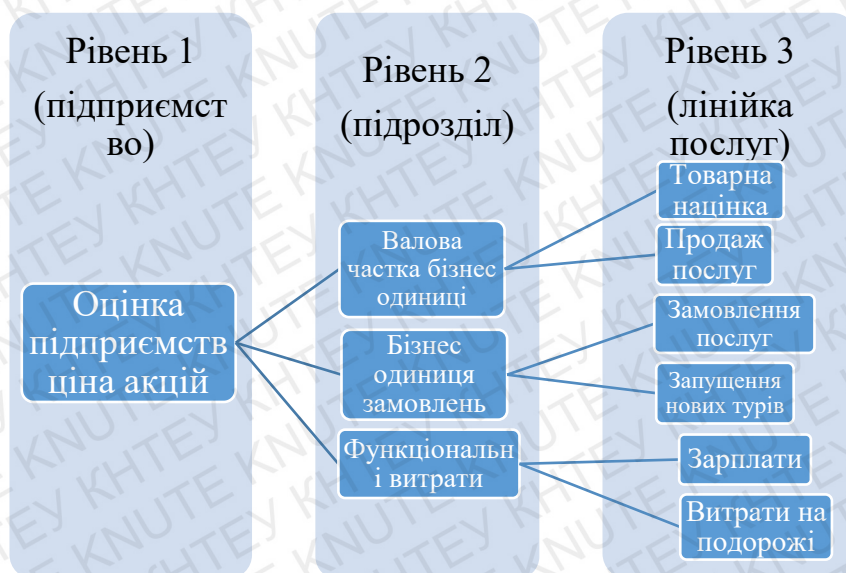 Рівень 1
(підприємст
во)
Оцінка
підприємств
ціна акцій
Рівень 2
(підрозділ)
Валова
частка бізнес
одиниці
Бізнес
одиниця
замовлень
Функціональн
і витрати
Рівень 3
(лінійка
послуг)
Товарна
націнка
Продаж
послуг
Замовлення
послуг
Запущення
нових турів
Зарплати
Витрати на
подорожі